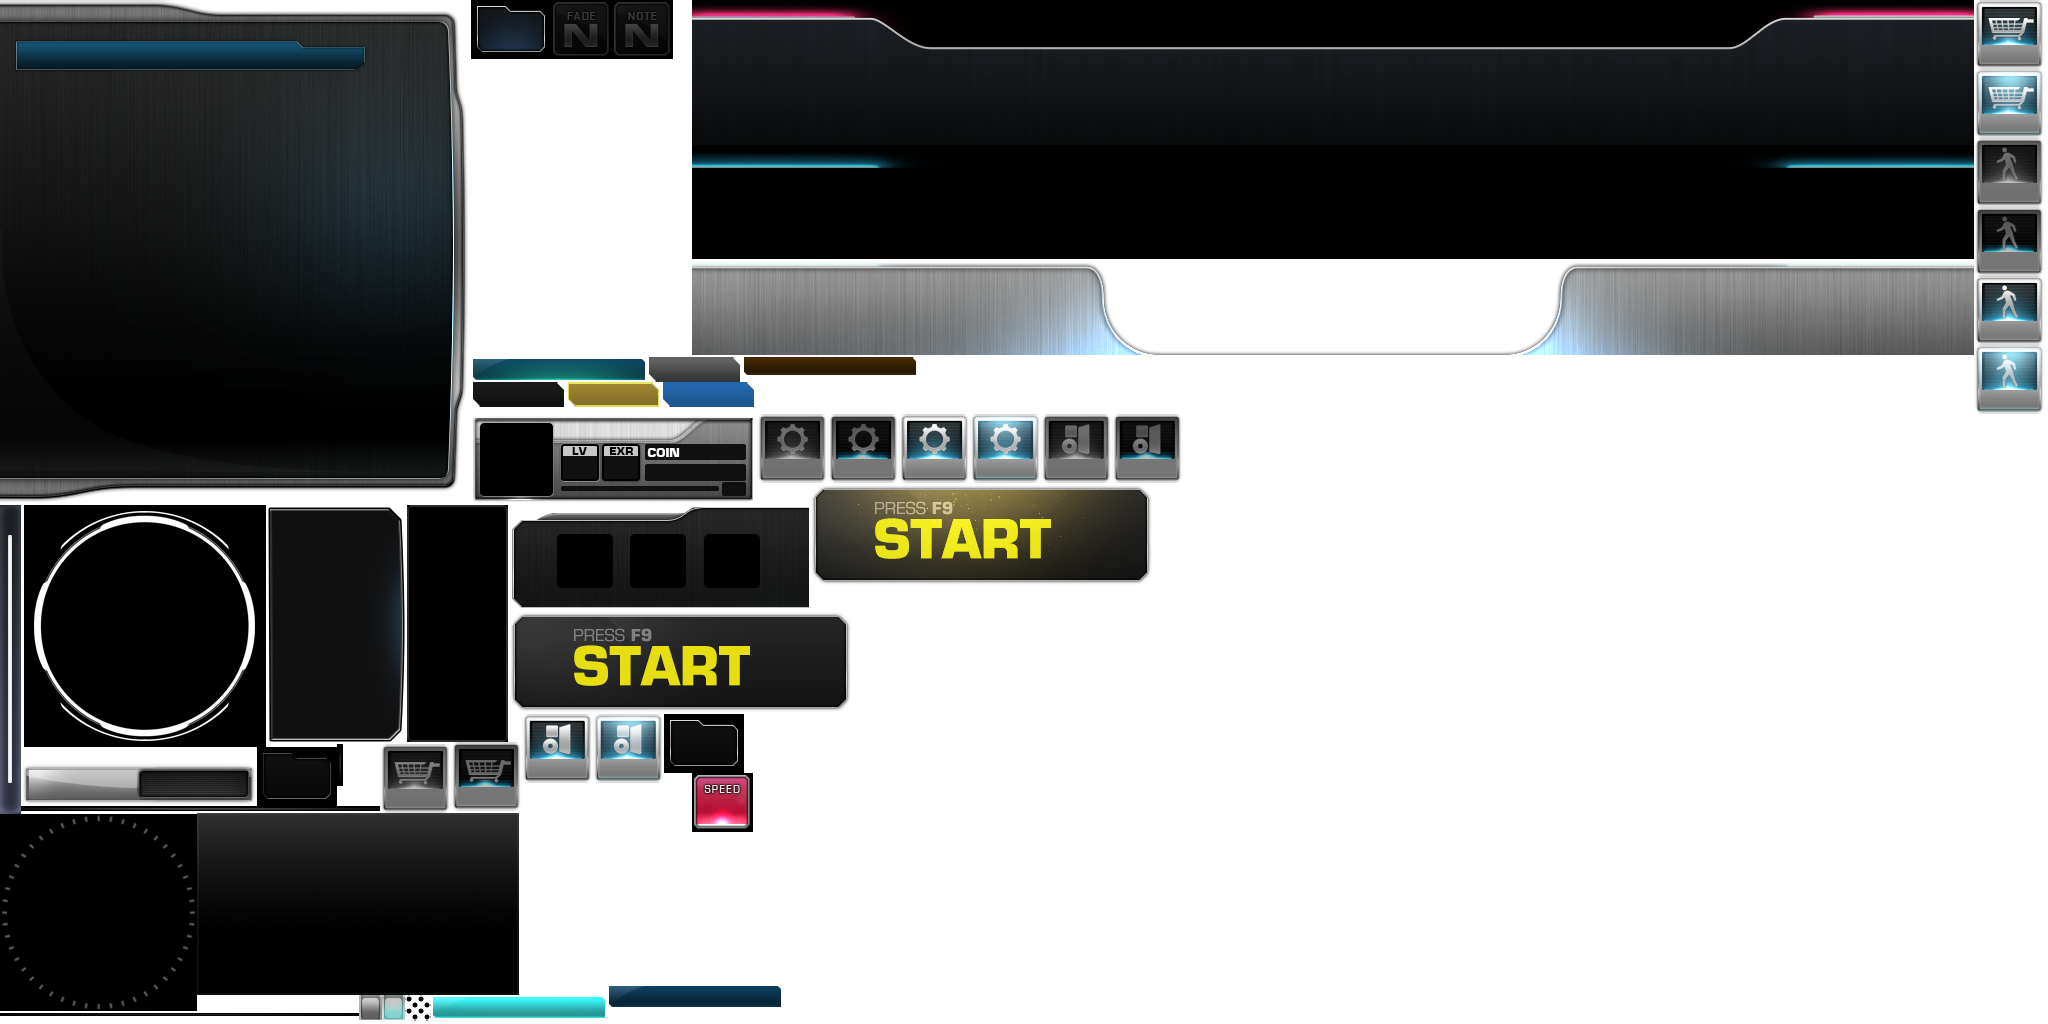 FADE
N
NOTE
N
LV
EXR
COIN
PRESS F9
START
PRESS F9
START
SPEED